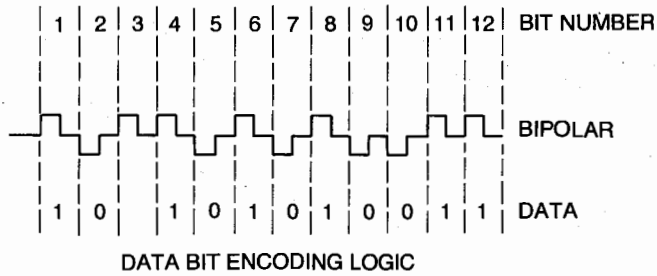 1 2 3 4 5 6 7 8 9 10 11 12 BIT NUMBER
BIPOLAR
1 0 1 0 1 0 1 0 0 1 1 DATA
DATA BIT ENCODING LOGIC